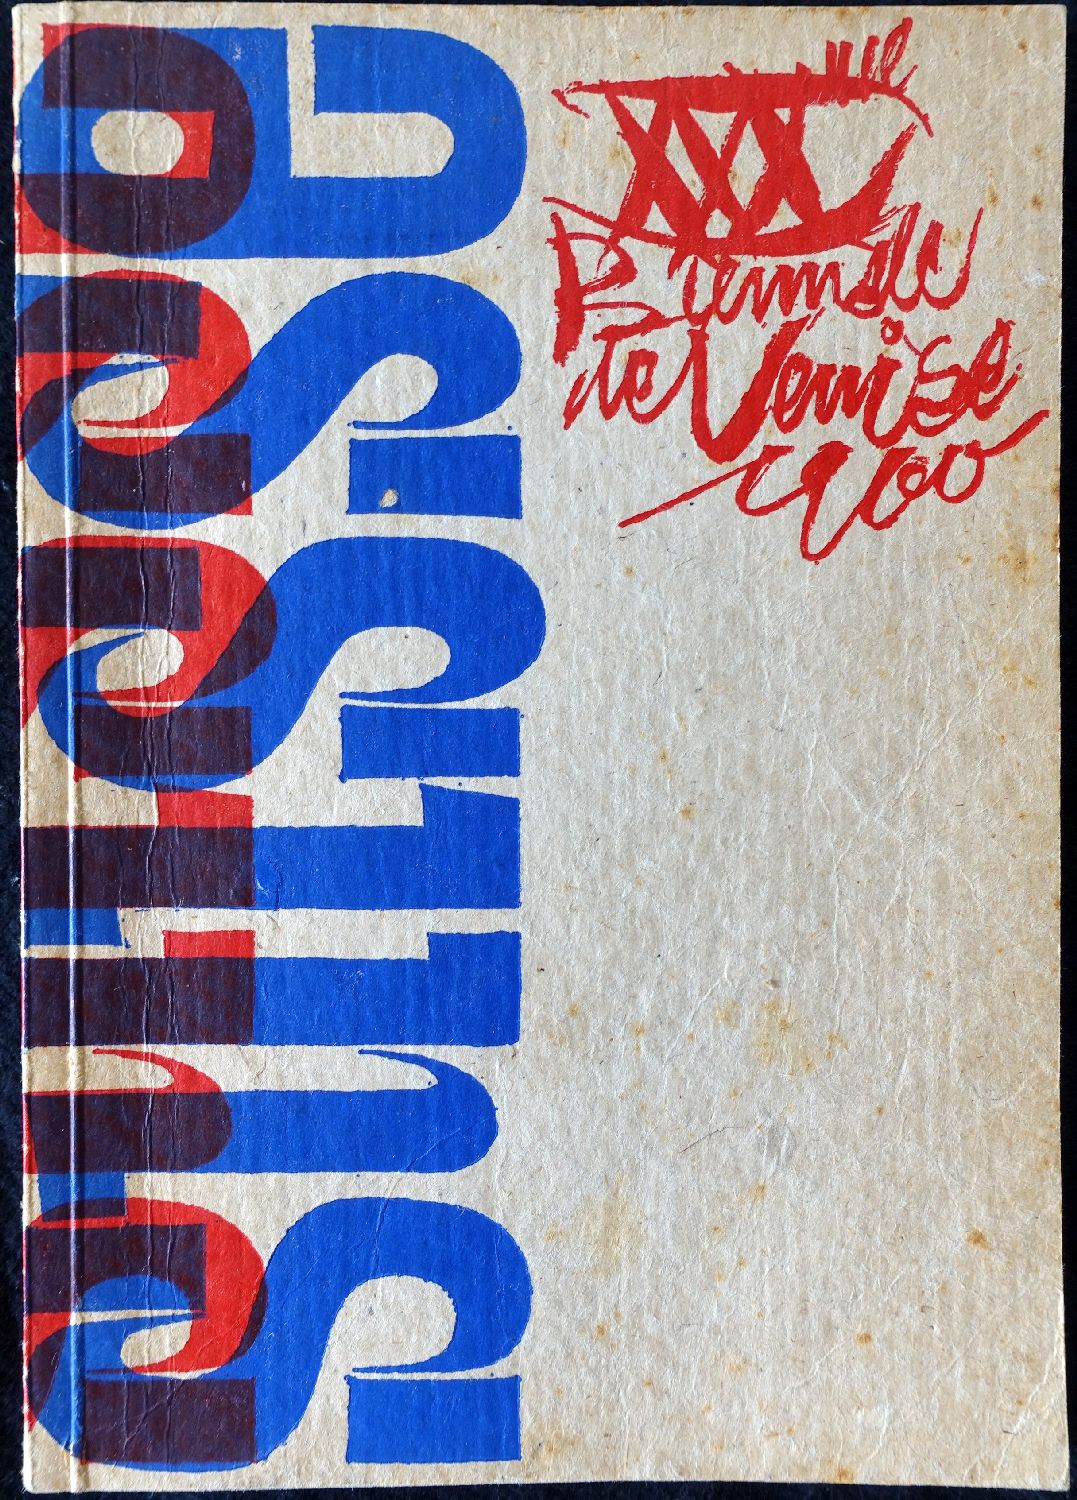 Suisse
Suisse
XXX
Biennale
de Venise
1960